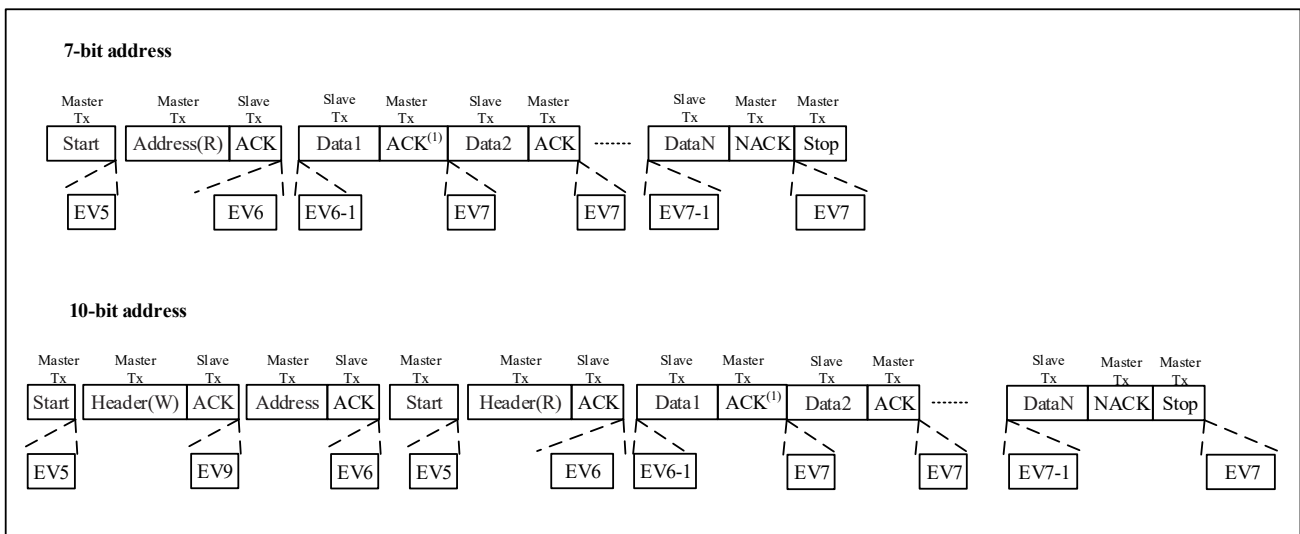 7-bit address
Master Tx Master Tx Slave Tx Slave Tx Master Tx Slave Tx Master Tx Slave Tx Master Tx Master Tx
Start Address(R) ACK Data1 ACK(1) Data2 ACK ........ DataN NACK Stop
EV5 EV6 EV6-1 EV7 EV7 EV7-1 EV7
10-bit address
Master Tx Master Tx Slave Tx Master Tx Slave Tx Master Tx Master Tx Slave Tx Slave Tx Master Tx Slave Tx Master Tx Slave Tx Master Tx Master Tx
Start Header(W) ACK Address ACK Start Header(R) ACK Data1 ACK(1) Data2 ACK ........ DataN NACK Stop
EV5 EV9 EV6 EV5 EV6 EV6-1 EV7 EV7 EV7-1 EV7